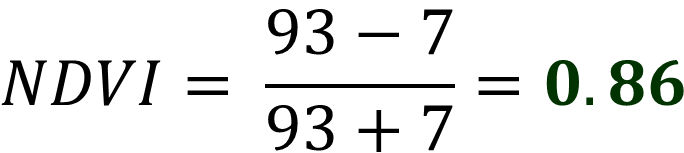 NDVI = 93 − 7 / 93 + 7 = 0.86